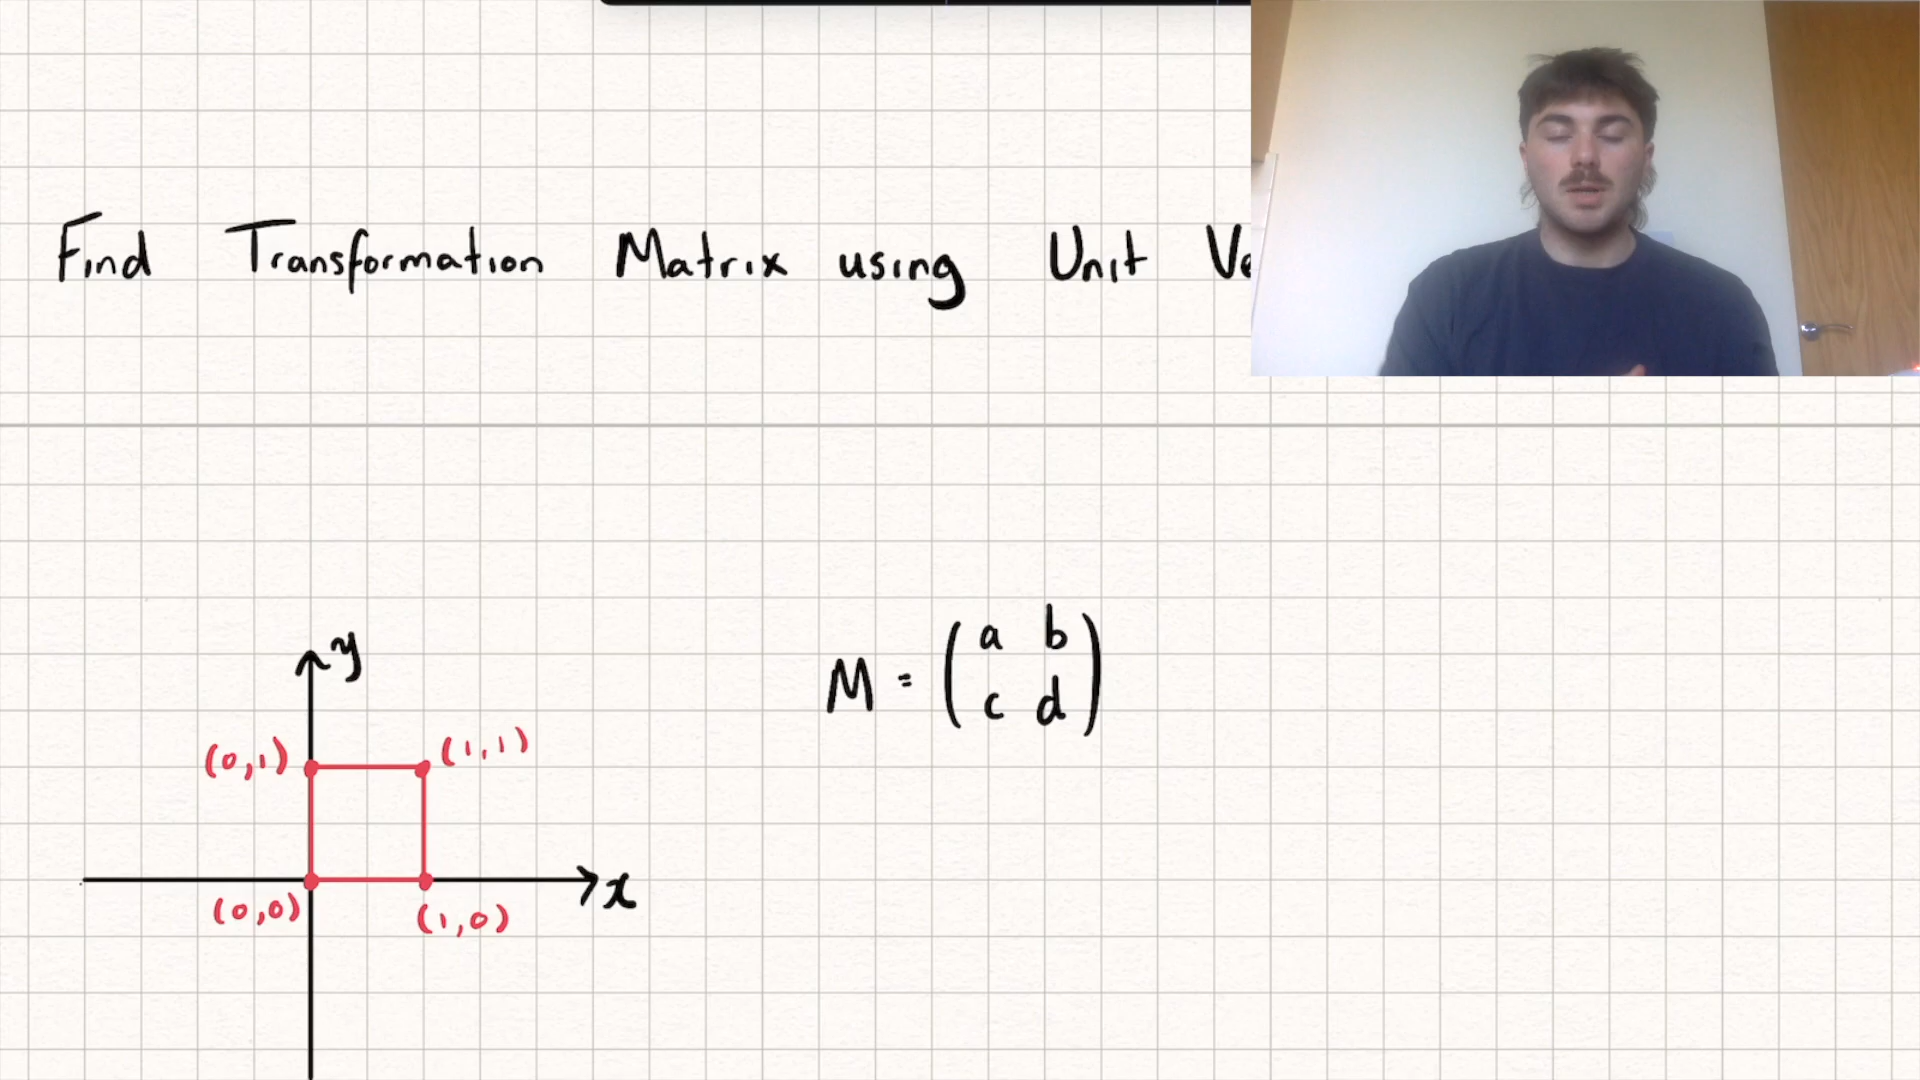 Find Transformation Matrix using Unit
y
(0,1) (1,1)
M = (a b
c d)
x
(0,0) (1,0)